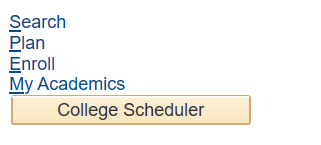 Search
Plan
Enroll
My Academics
College Scheduler